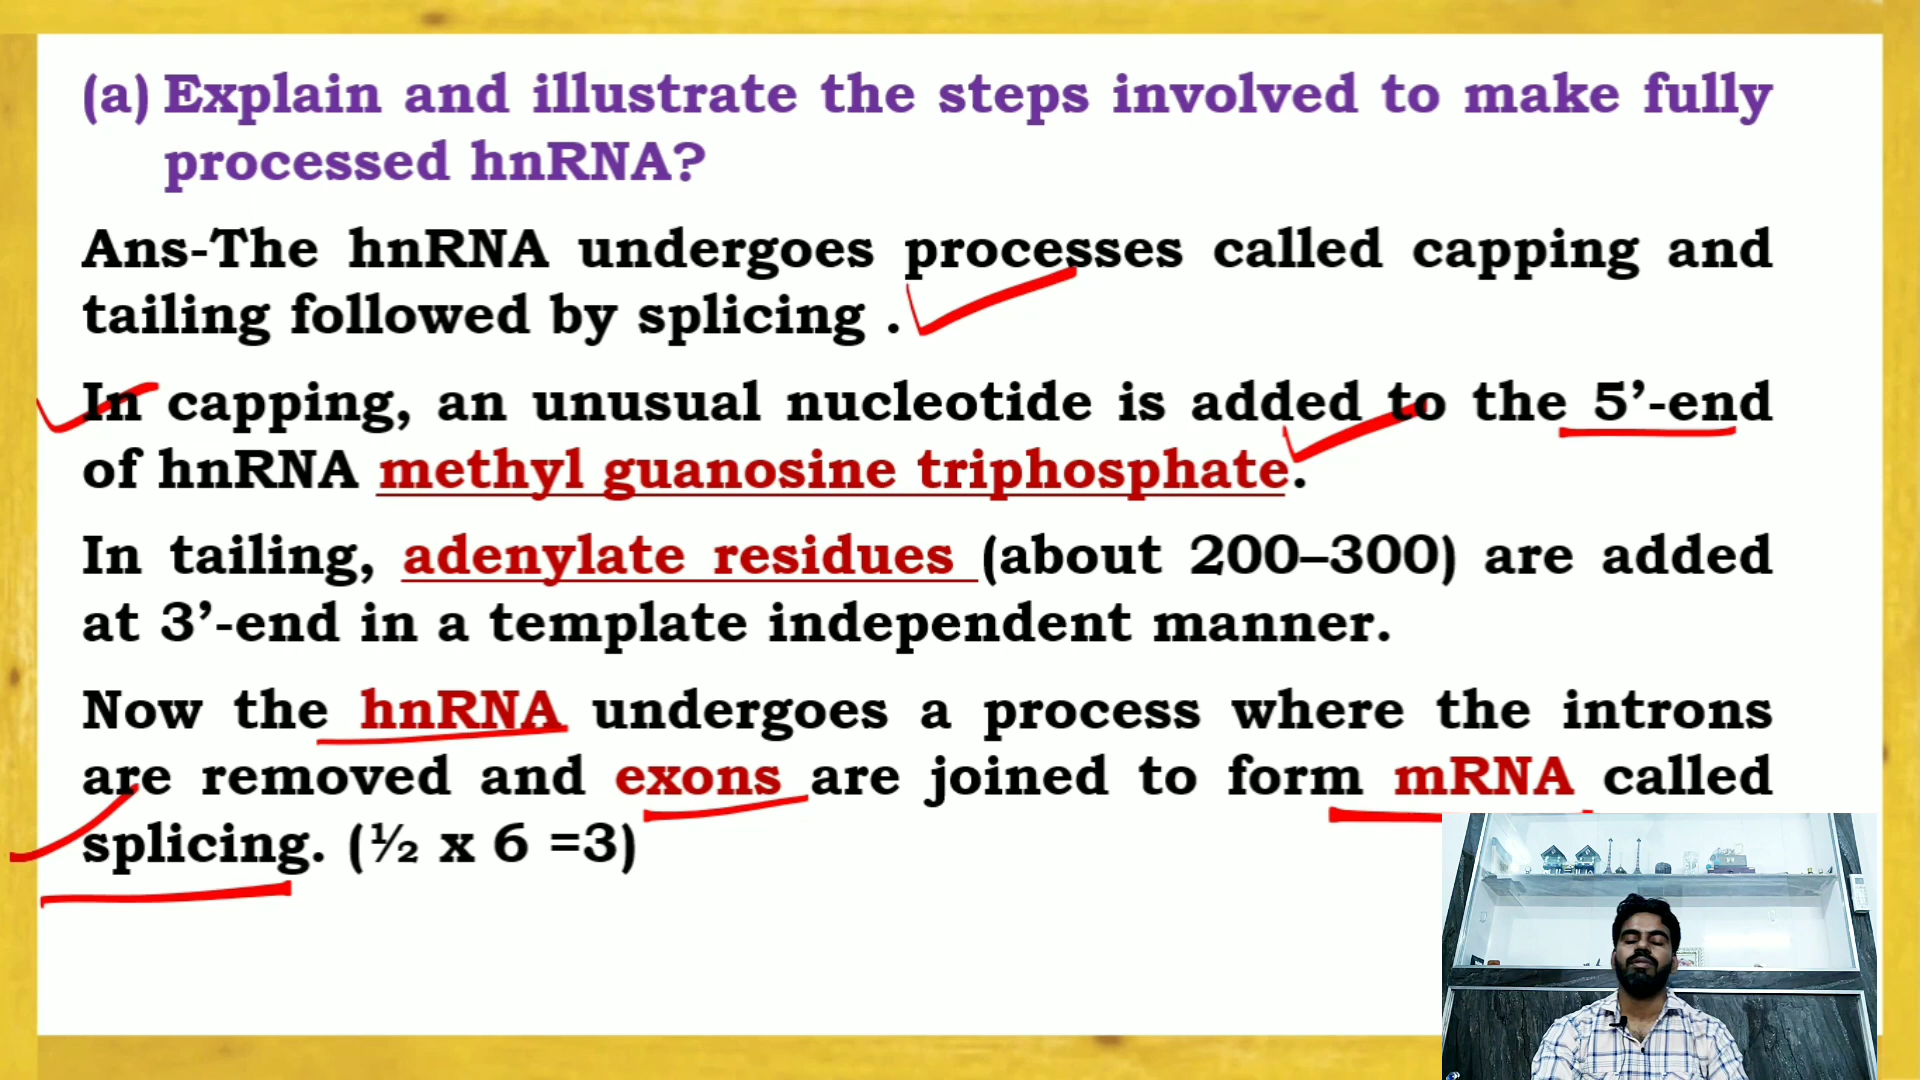 (a) Explain and illustrate the steps involved to make fully
processed hnRNA?
Ans-The hnRNA undergoes processes called capping and
tailing followed by splicing .
In capping, an unusual nucleotide is added to the 5’-end
of hnRNA methyl guanosine triphosphate.
In tailing, adenylate residues (about 200–300) are added
at 3’-end in a template independent manner.
Now the hnRNA undergoes a process where the introns
are removed and exons are joined to form mRNA called
splicing. (½ x 6 =3)